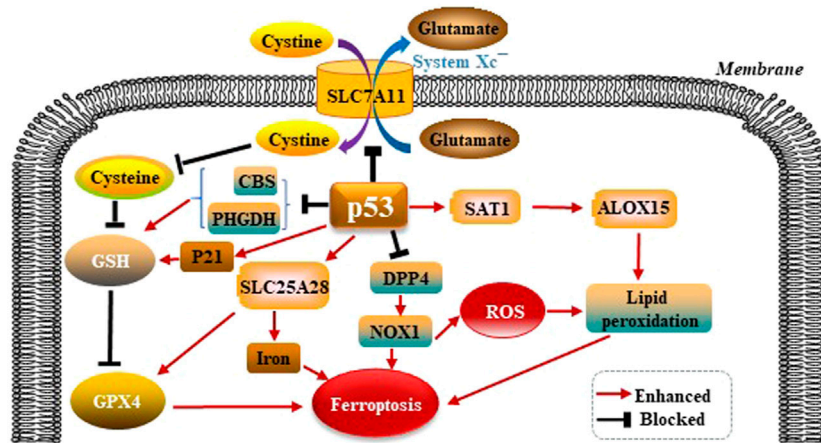 Cystine
Glutamate
System Xc⁻
Membrane
SLC7A11
Cystine
Glutamate
Cysteine
CBS
PHGDH
p53
SAT1
ALOX15
GSH
P21
SLC25A28
DPP4
ROS
Lipid
peroxidation
NOX1
Iron
GPX4
Ferroptosis
Enhanced
Blocked